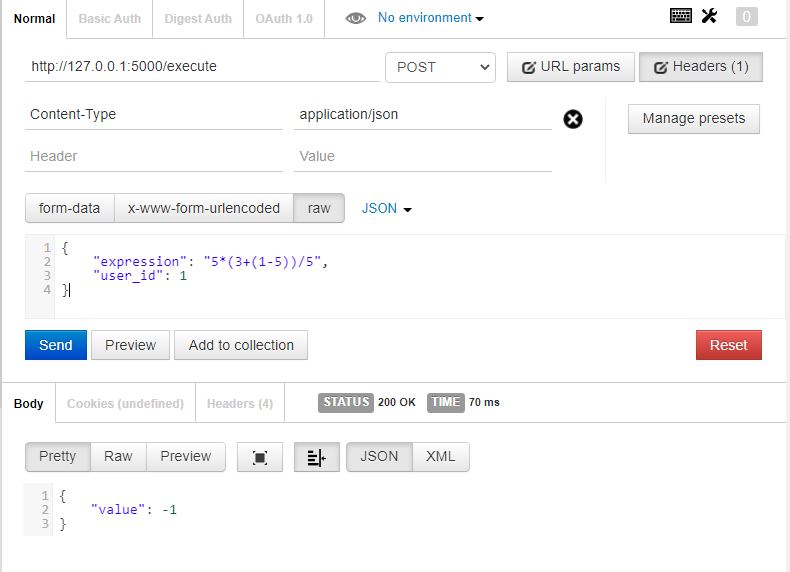 Normal Basic Auth Digest Auth OAuth 1.0 No environment 0
http://127.0.0.1:5000/execute POST URL params Headers (1)
Content-Type application/json Manage presets
Header Value
form-data x-www-form-urlencoded raw JSON
1 {
2 "expression": "5*(3+(1-5))/5",
3 "user_id": 1
4 }
Send Preview Add to collection Reset
Body Cookies (undefined) Headers (4) STATUS 200 OK TIME 70 ms
Pretty Raw Preview JSON XML
1 {
2 "value": -1
3 }